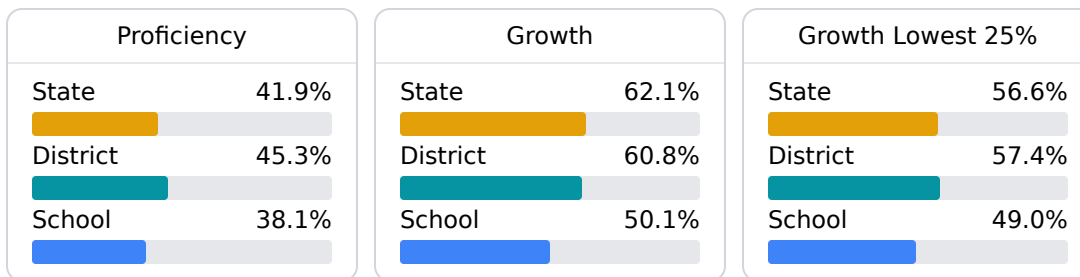 Proficiency
State 41.9%
District 45.3%
School 38.1%
Growth
State 62.1%
District 60.8%
School 50.1%
Growth Lowest 25%
State 56.6%
District 57.4%
School 49.0%